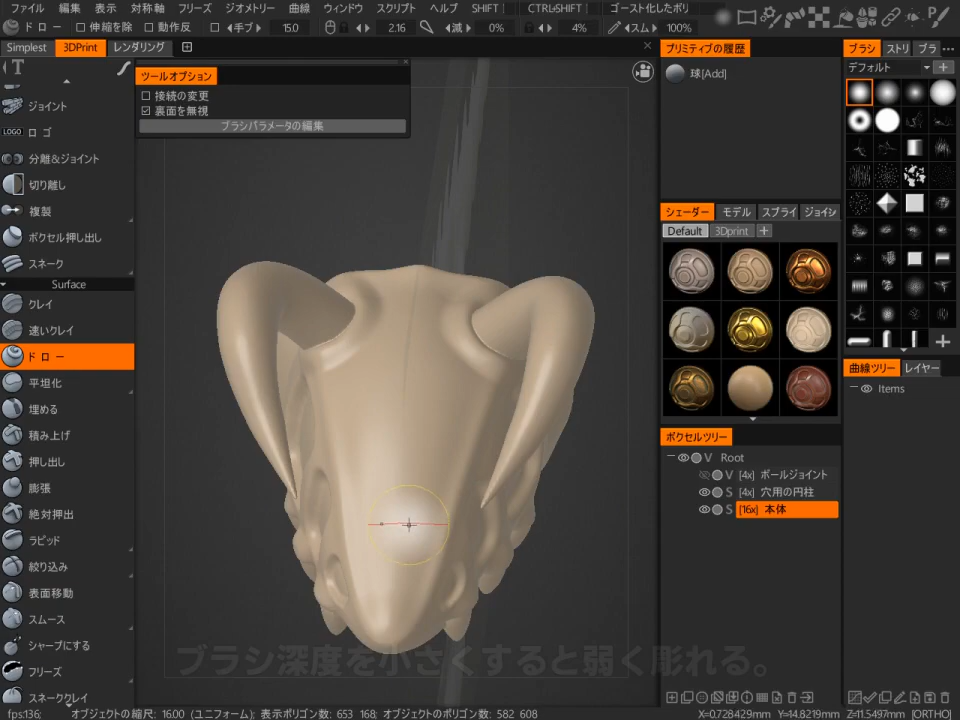 ファイル 編集 表示 対称軸 フリーズ ジオメトリー 曲線 ウィンドウ スクリプト ヘルプ SHIFT CTRL&SHIFT ゴースト化したボリ
ドロー 伸縮を除 動作反 <手ブ> 15.0 2.16 <減> 0% 4% <スム> 100%
Simplest 3DPrint レンダリング
プリミティブの履歴
ブラシ ストリ ブラ
ツールオプション
接続の変更
裏面を無視
ブラシパラメータの編集
球[Add]
デフォルト
T
ジョイント
LOGO ロゴ
分離&ジョイント
切り離し
複製
ボクセル押し出し
スネーク
Surface
クレイ
速いクレイ
ドロー
平坦化
埋める
積み上げ
押し出し
膨張
絶対押出
ラピッド
絞り込み
表面移動
スムース
シャープにする
フリーズ
スネーククレイ
シェーダー モデル スプライ ジョイン
Default 3Dprint
曲線ツリー レイヤー
Items
ボクセルツリー
V Root
V [4x] ボールジョイント
S [4x] 穴用の円柱
S [16x] 本体
ブラシ深度を小さくすると弱く彫れる。
fps:136; オブジェクトの縮尺: 16.00 (ユニフォーム); 表示ポリゴン数: 653 168; オブジェクトのポリゴン数: 582 608
X=0.728429mm Y=14.8219mm Z=11.5497mm [ORTHO]